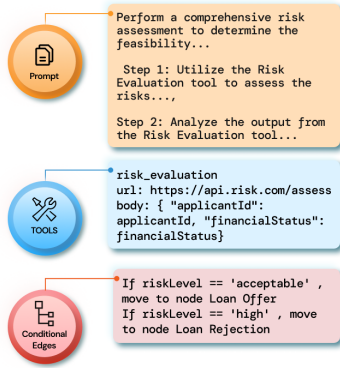 Perform a comprehensive risk
assessment to determine the
feasibility...
Step 1: Utilize the Risk
Evaluation tool to assess the
risks...,
Step 2: Analyze the output from
the Risk Evaluation tool...
Prompt
risk_evaluation
url: https://api.risk.com/assess
body: { "applicantId":
applicantId, "financialStatus":
financialStatus}
TOOLS
If riskLevel == 'acceptable' ,
move to node Loan Offer
If riskLevel == 'high' , move
to node Loan Rejection
Conditional
Edges